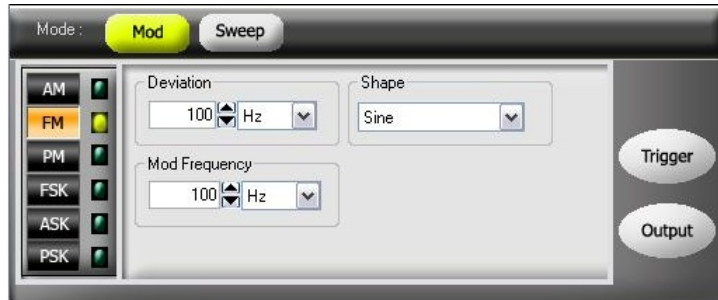 Mode :
Mod
Sweep
AM
FM
PM
FSK
ASK
PSK
Deviation
100 Hz
Shape
Sine
Mod Frequency
100 Hz
Trigger
Output